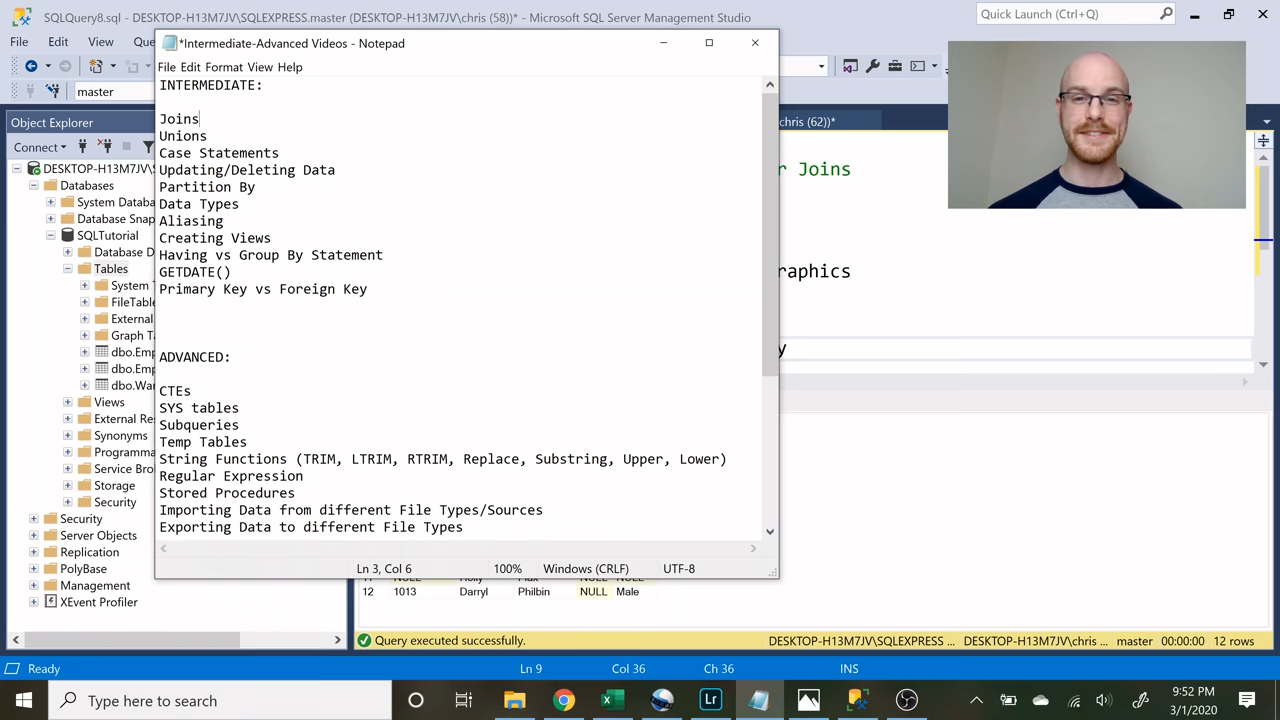 SQLQuery8.sql - DESKTOP-H13M7JV\SQLEXPRESS.master (DESKTOP-H13M7JV\chris (58))* - Microsoft SQL Server Management Studio
Quick Launch (Ctrl+Q)
File Edit View
*Intermediate-Advanced Videos - Notepad
File Edit Format View Help
master
Object Explorer
Connect
DESKTOP-H13M7JV\S
Databases
System Databa
Database Snap
SQLTutorial
Database D
Tables
System T
FileTable
External
Graph Ta
dbo.Emp
dbo.Emp
dbo.War
Views
External Res
Synonyms
Programma
Service Bro
Storage
Security
Security
Server Objects
Replication
PolyBase
Management
XEvent Profiler
INTERMEDIATE:
Joins
Unions
Case Statements
Updating/Deleting Data
Partition By
Data Types
Aliasing
Creating Views
Having vs Group By Statement
GETDATE()
Primary Key vs Foreign Key
ADVANCED:
CTEs
SYS tables
Subqueries
Temp Tables
String Functions (TRIM, LTRIM, RTRIM, Replace, Substring, Upper, Lower)
Regular Expression
Stored Procedures
Importing Data from different File Types/Sources
Exporting Data to different File Types
Ln 3, Col 6 100% Windows (CRLF) UTF-8
chris (62))*
r Joins
raphics
y
12 1013 Darryl Philbin NULL Male
Query executed successfully.
DESKTOP-H13M7JV\SQLEXPRESS ... DESKTOP-H13M7JV\chris ... master 00:00:00 12 rows
Ready Ln 9 Col 36 Ch 36 INS
Type here to search
9:52 PM
3/1/2020